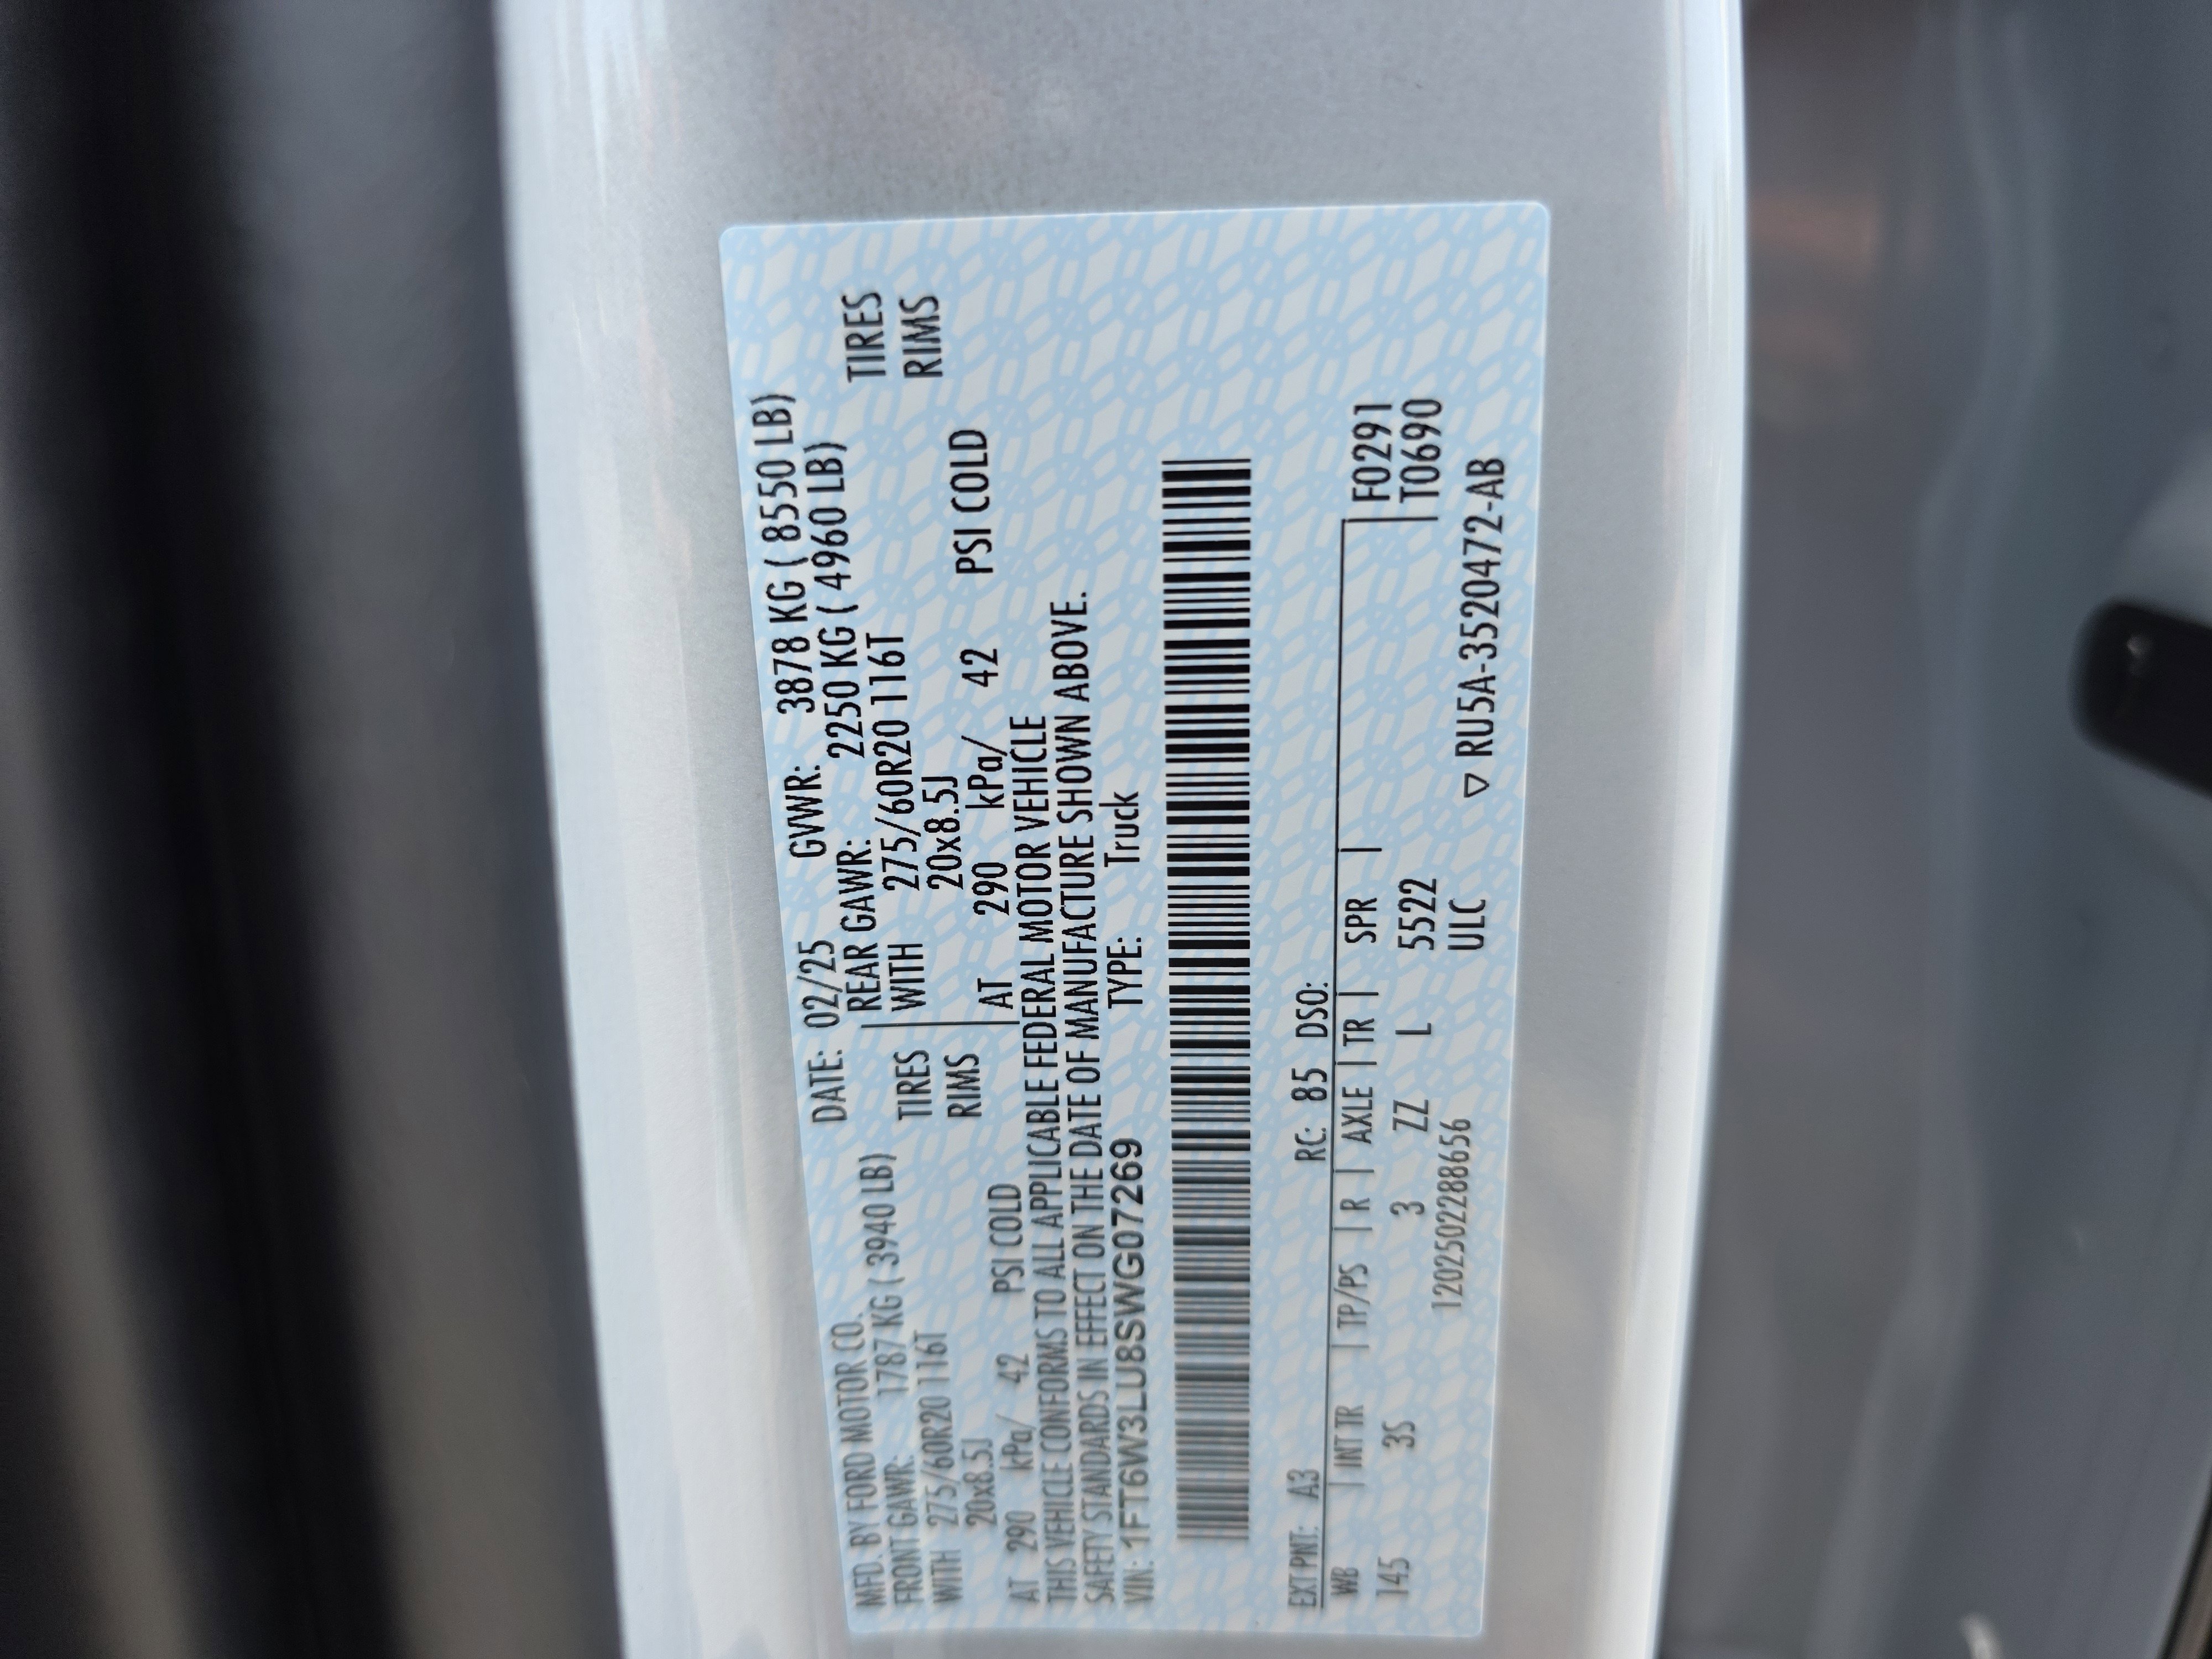 MFD. BY FORD MOTOR CO. DATE: 02/25 GVWR: 3878 KG ( 8550 LB)
FRONT GAWR: 1787 KG ( 3940 LB) REAR GAWR: 2250 KG ( 4960 LB)
WITH 275/60R20 116T TIRES WITH 275/60R20 116T TIRES
20x8.5J RIMS 20x8.5J RIMS
AT 290 kPa/ 42 PSI COLD AT 290 kPa/ 42 PSI COLD
THIS VEHICLE CONFORMS TO ALL APPLICABLE FEDERAL MOTOR VEHICLE
SAFETY STANDARDS IN EFFECT ON THE DATE OF MANUFACTURE SHOWN ABOVE.
VIN: 1FT6W3LU8SWG07269 TYPE: Truck
EXT PNT: A3 RC: 85 DSO:
WB | INT TR | TP/PS | R | AXLE | TR | SPR | F0291
145 3S 3 ZZ L 5522 T0690
1202502288656 ULC ▽ RU5A-3520472-AB